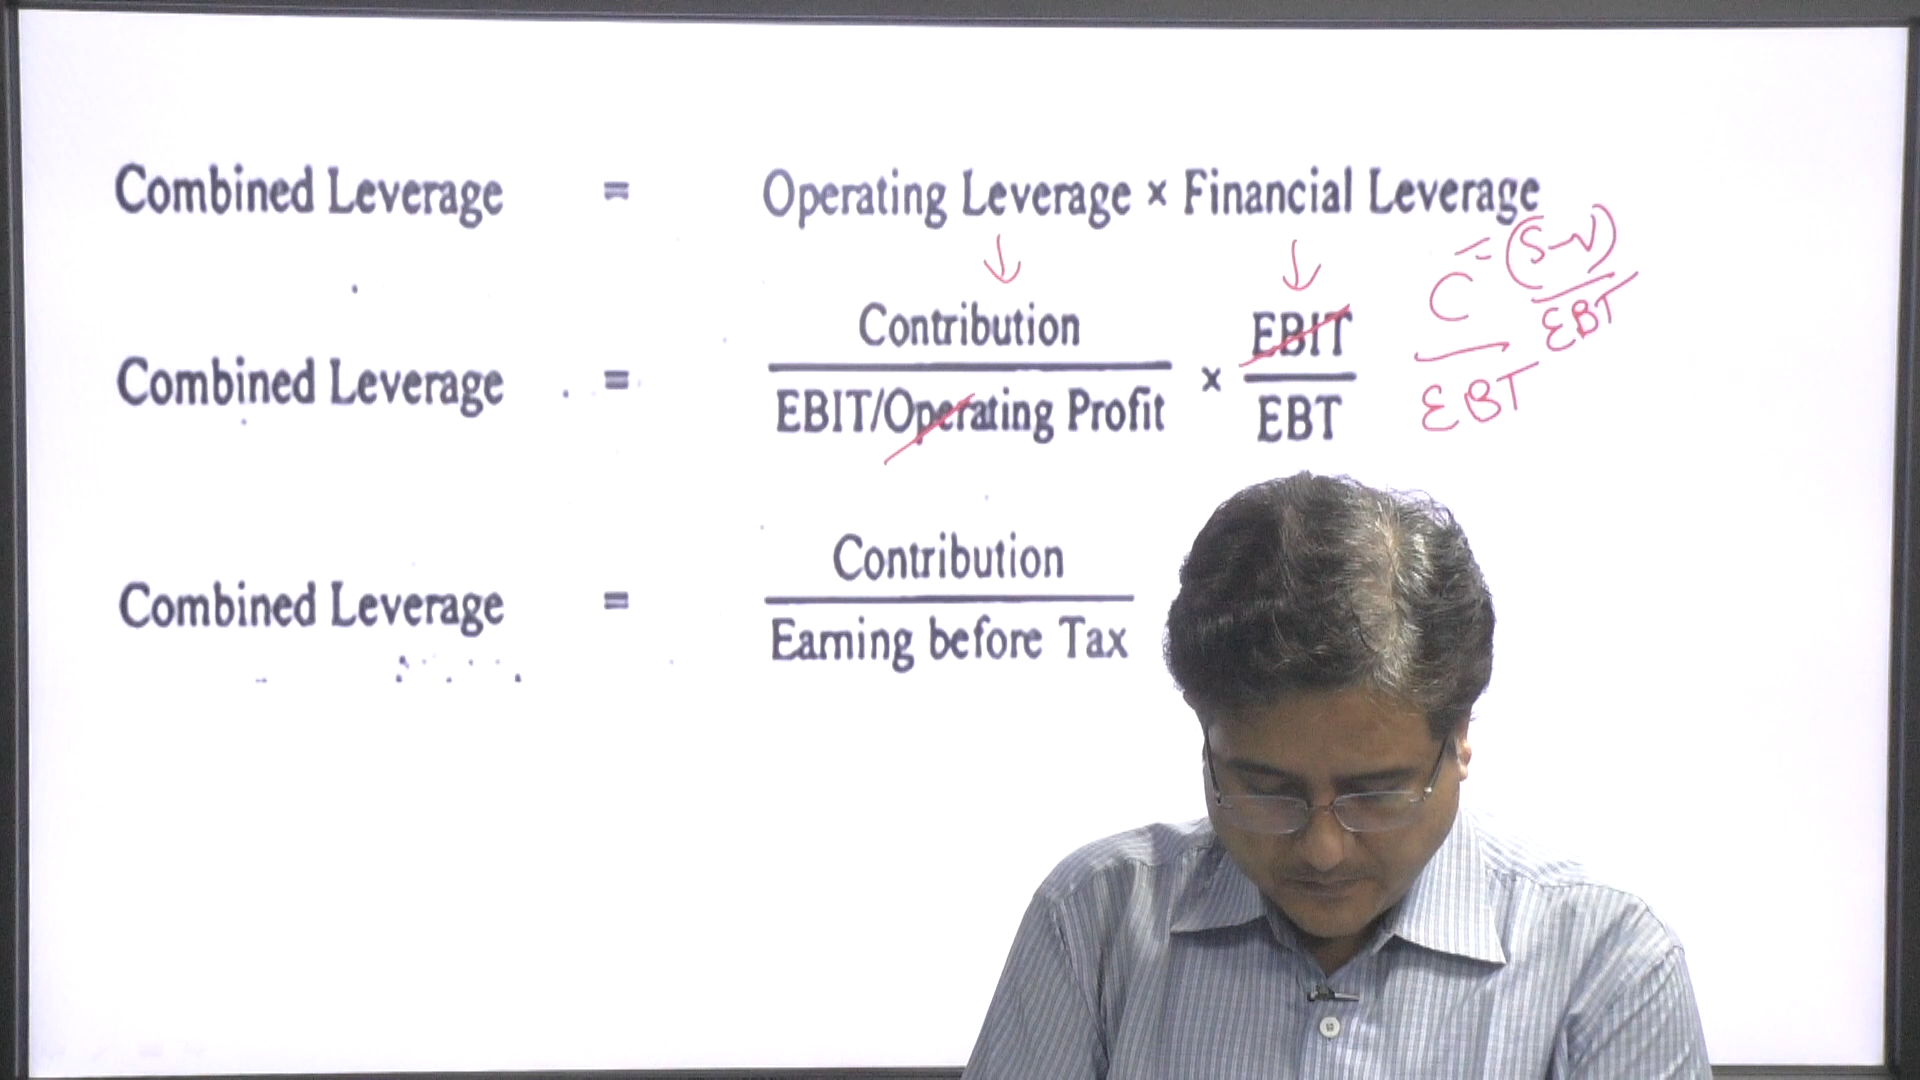 Combined Leverage = Operating Leverage × Financial Leverage
= (S-V)
C
EBT
Contribution
EBIT
Combined Leverage = ×
EBIT/Operating Profit
EBT
EBT
Contribution
Combined Leverage =
Earning before Tax